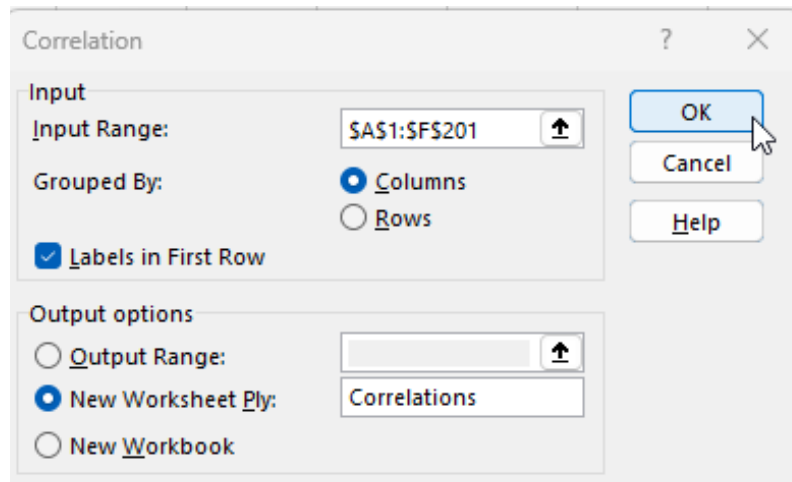 Correlation ? ×
Input
Input Range: $A$1:$F$201
OK
Cancel
Grouped By: Columns
Rows
Help
Labels in First Row
Output options
Output Range:
New Worksheet Ply: Correlations
New Workbook